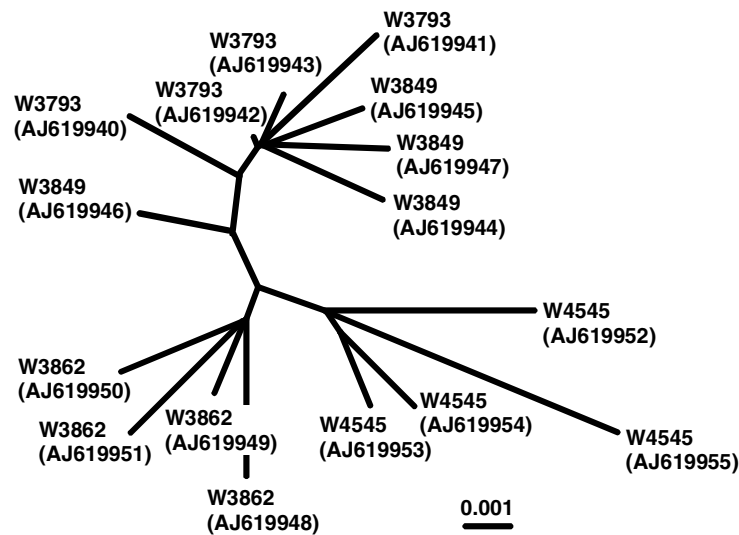 W3793
(AJ619941)
W3793
(AJ619943)
W3793
(AJ619942)
W3849
(AJ619945)
W3793
(AJ619940)
W3849
(AJ619947)
W3849
(AJ619946)
W3849
(AJ619944)
W4545
(AJ619952)
W3862
(AJ619950)
W3862
(AJ619951)
W3862
(AJ619949)
W4545
(AJ619953)
W4545
(AJ619954)
W4545
(AJ619955)
W3862
(AJ619948)
0.001